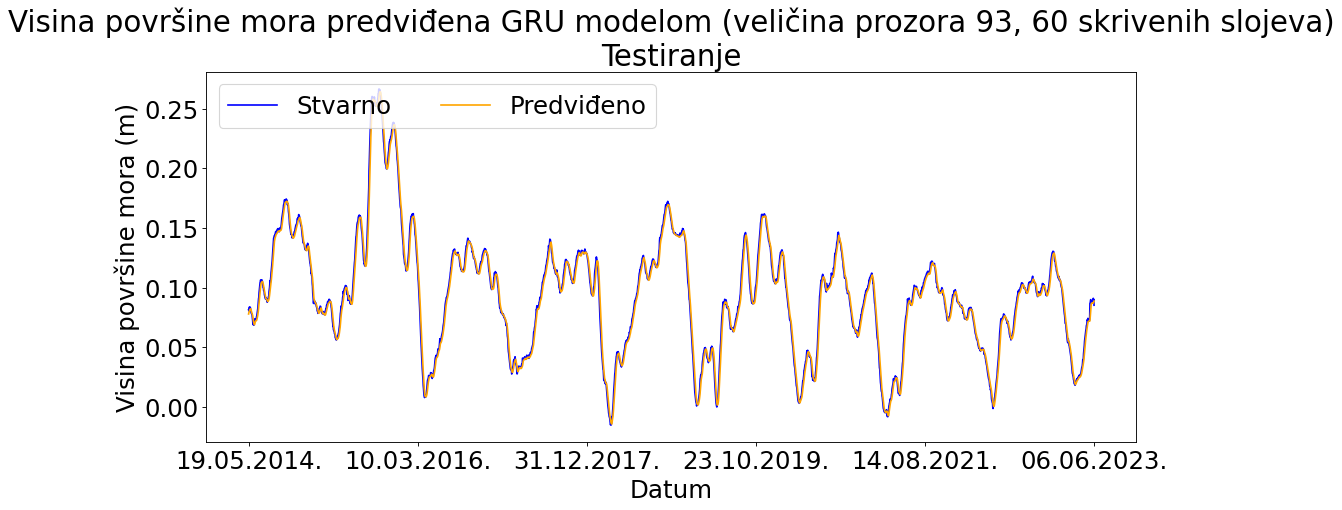 Visina površine mora predviđena GRU modelom (veličina prozora 93, 60 skrivenih slojeva)
Testiranje
Stvarno Predviđeno
Visina površine mora (m)
0.25
0.20
0.15
0.10
0.05
0.00
19.05.2014. 10.03.2016. 31.12.2017. 23.10.2019. 14.08.2021. 06.06.2023.
Datum